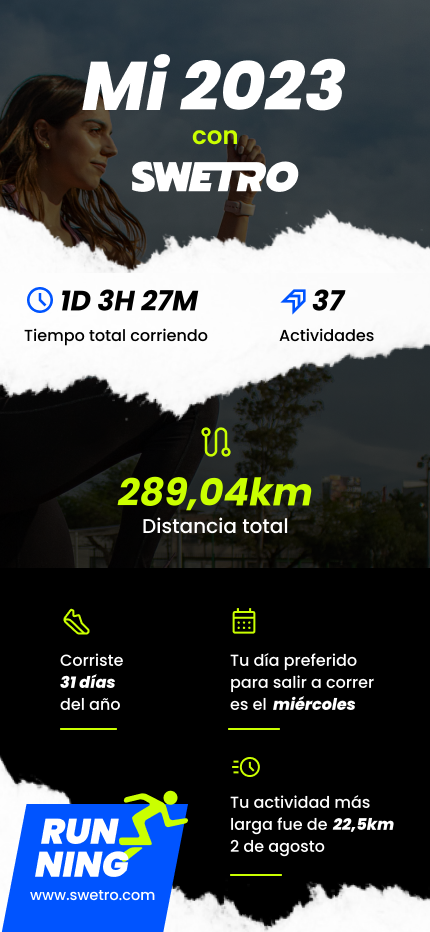 Mi 2023
con
SWETRO
1D 3H 27M
Tiempo total corriendo
37
Actividades
289,04km
Distancia total
Corriste
31 días
del año
Tu día preferido
para salir a correr
es el miércoles
Tu actividad más
larga fue de 22,5km
2 de agosto
RUN
NING
www.swetro.com